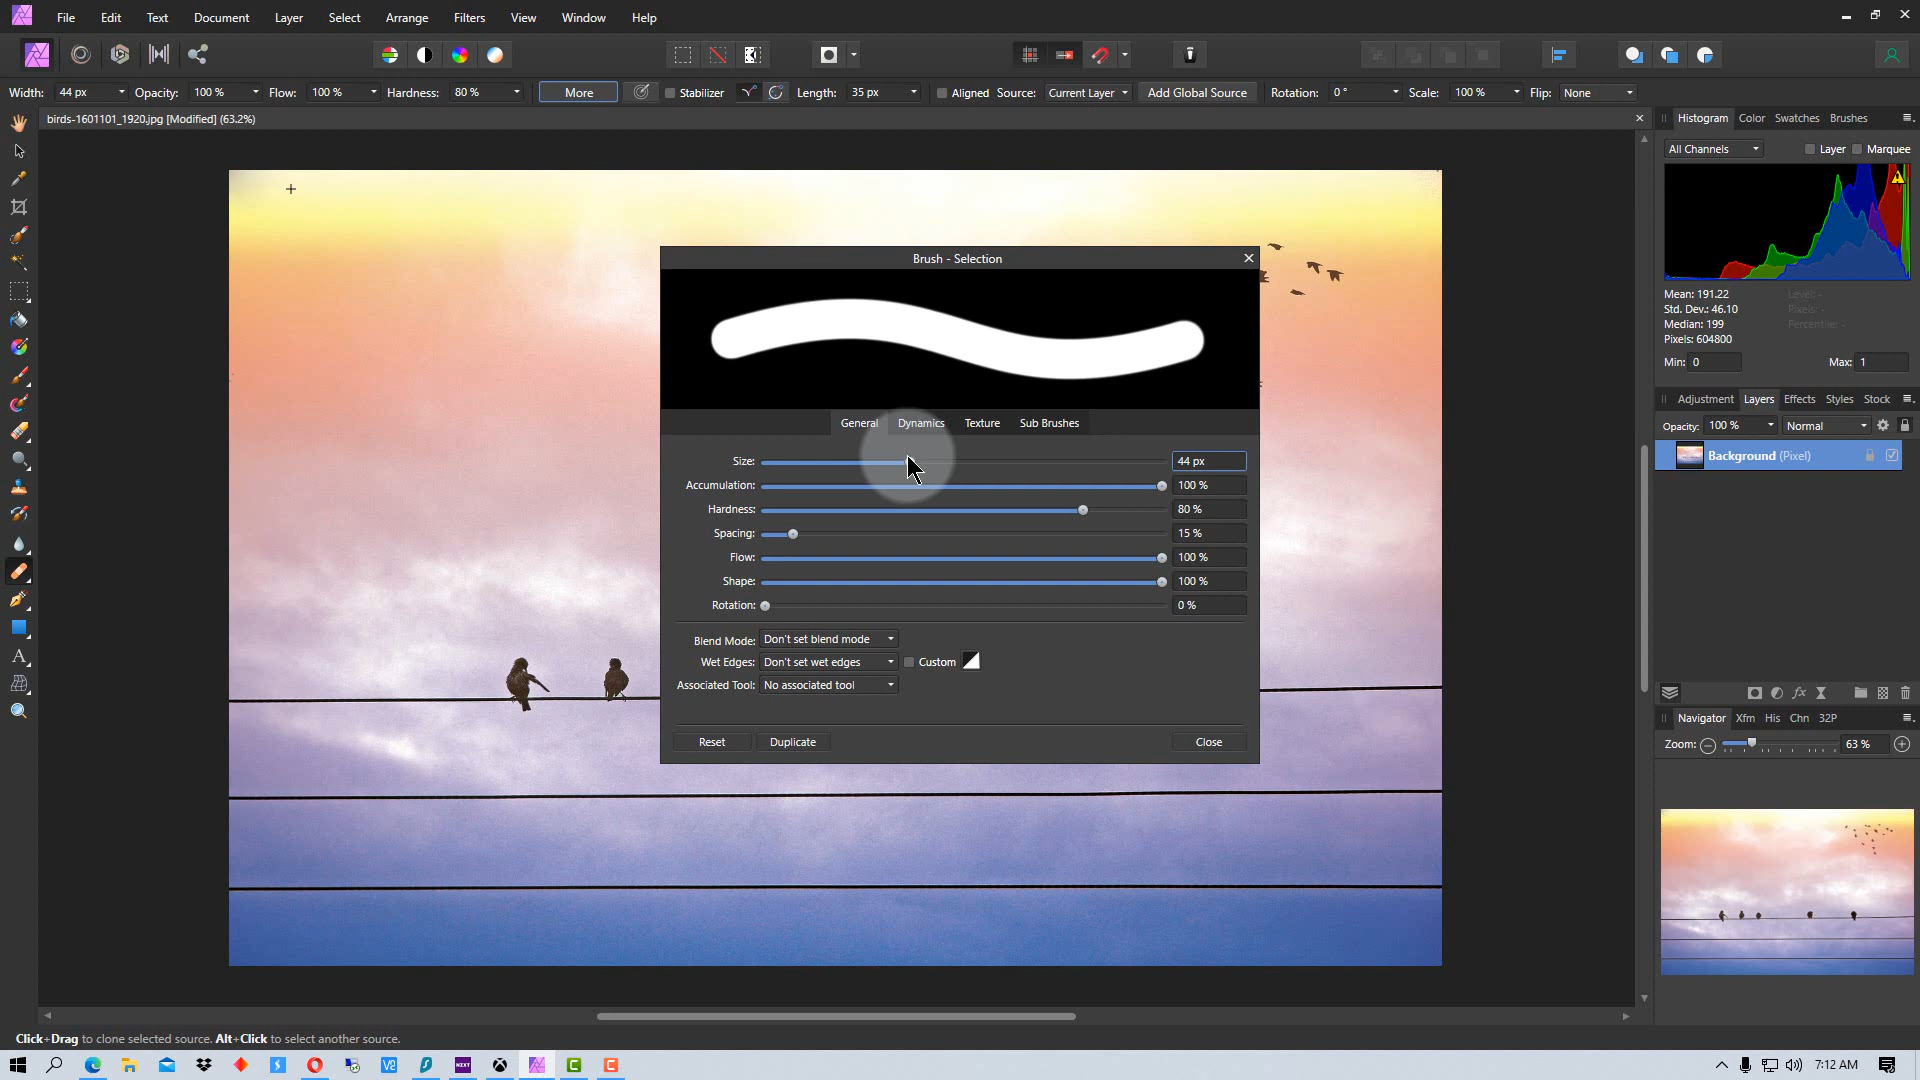 File Edit Text Document Layer Select Arrange Filters View Window Help
Width: 44 px Opacity: 100 % Flow: 100 % Hardness: 80 % More Stabilizer Length: 35 px Aligned Source: Current Layer Add Global Source Rotation: 0 ° Scale: 100 % Flip: None
birds-1601101_1920.jpg [Modified] (63.2%)
Histogram Color Swatches Brushes
All Channels Layer Marquee
Mean: 191.22 Level: -
Std. Dev.: 46.10 Pixels: -
Median: 199 Percentile: -
Pixels: 604800
Min: 0 Max: 1
Brush - Selection
General Dynamics Texture Sub Brushes
Size: 44 px
Accumulation: 100 %
Hardness: 80 %
Spacing: 15 %
Flow: 100 %
Shape: 100 %
Rotation: 0 %
Blend Mode: Don't set blend mode
Wet Edges: Don't set wet edges Custom
Associated Tool: No associated tool
Reset Duplicate Close
Adjustment Layers Effects Styles Stock
Opacity: 100 % Normal
Background (Pixel)
fx
Navigator Xfm His Chn 32P
Zoom: 63 %
A
Click+Drag to clone selected source. Alt+Click to select another source.
V2 NEXT 7:12 AM